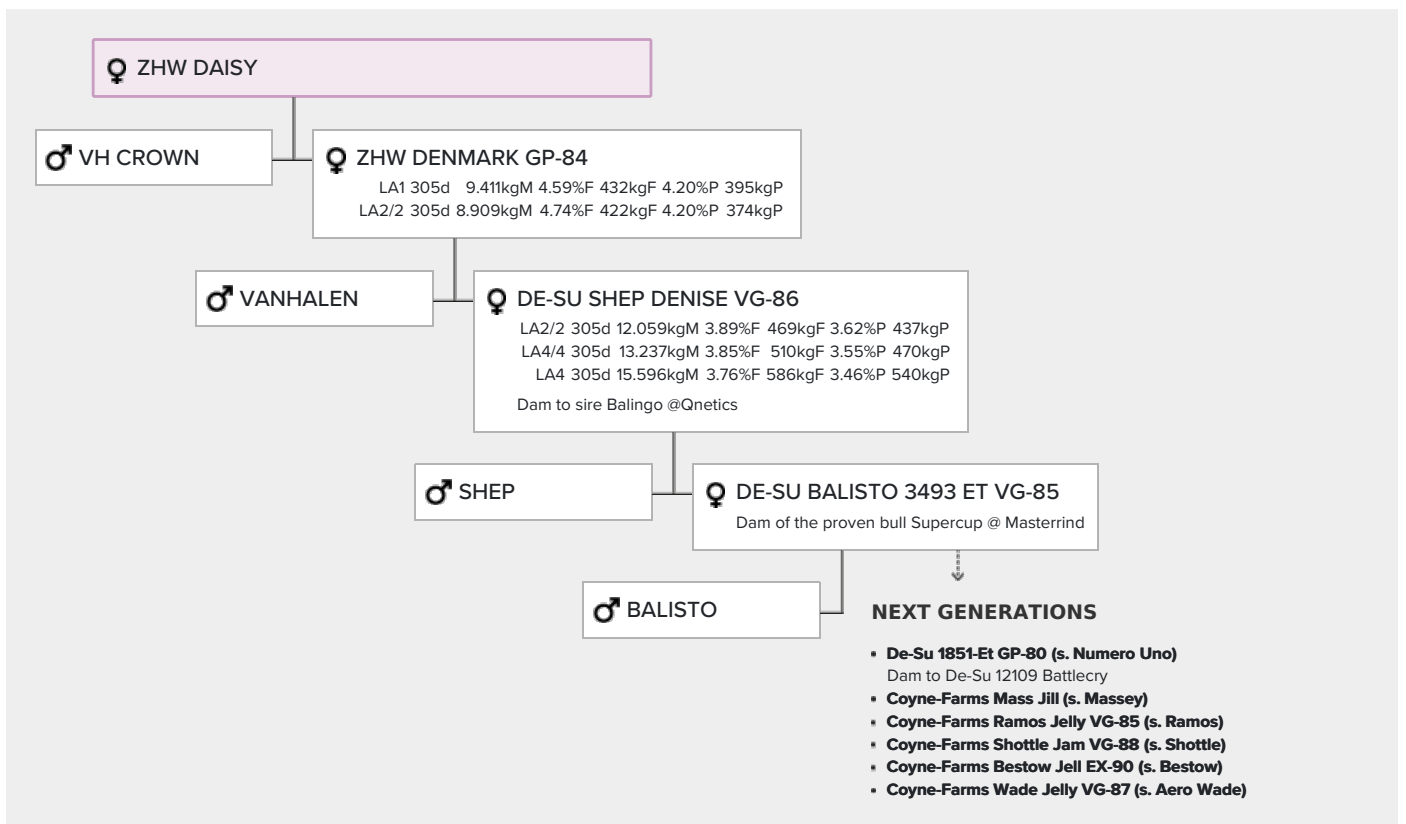 ZHW DAISY
VH CROWN
ZHW DENMARK GP-84
LA1 305d 9.411kgM 4.59%F 432kgF 4.20%P 395kgP
LA2/2 305d 8.909kgM 4.74%F 422kgF 4.20%P 374kgP
VANHALEN
DE-SU SHEP DENISE VG-86
LA2/2 305d 12.059kgM 3.89%F 469kgF 3.62%P 437kgP
LA4/4 305d 13.237kgM 3.85%F 510kgF 3.55%P 470kgP
LA4 305d 15.596kgM 3.76%F 586kgF 3.46%P 540kgP
Dam to sire Balingo @Qnetics
SHEP
DE-SU BALISTO 3493 ET VG-85
Dam of the proven bull Supercup @ Masterrind
BALISTO
NEXT GENERATIONS
De-Su 1851-Et GP-80 (s. Numero Uno)
Dam to De-Su 12109 Battlecry
Coyne-Farms Mass Jill (s. Massey)
Coyne-Farms Ramos Jelly VG-85 (s. Ramos)
Coyne-Farms Shottle Jam VG-88 (s. Shottle)
Coyne-Farms Bestow Jell EX-90 (s. Bestow)
Coyne-Farms Wade Jelly VG-87 (s. Aero Wade)